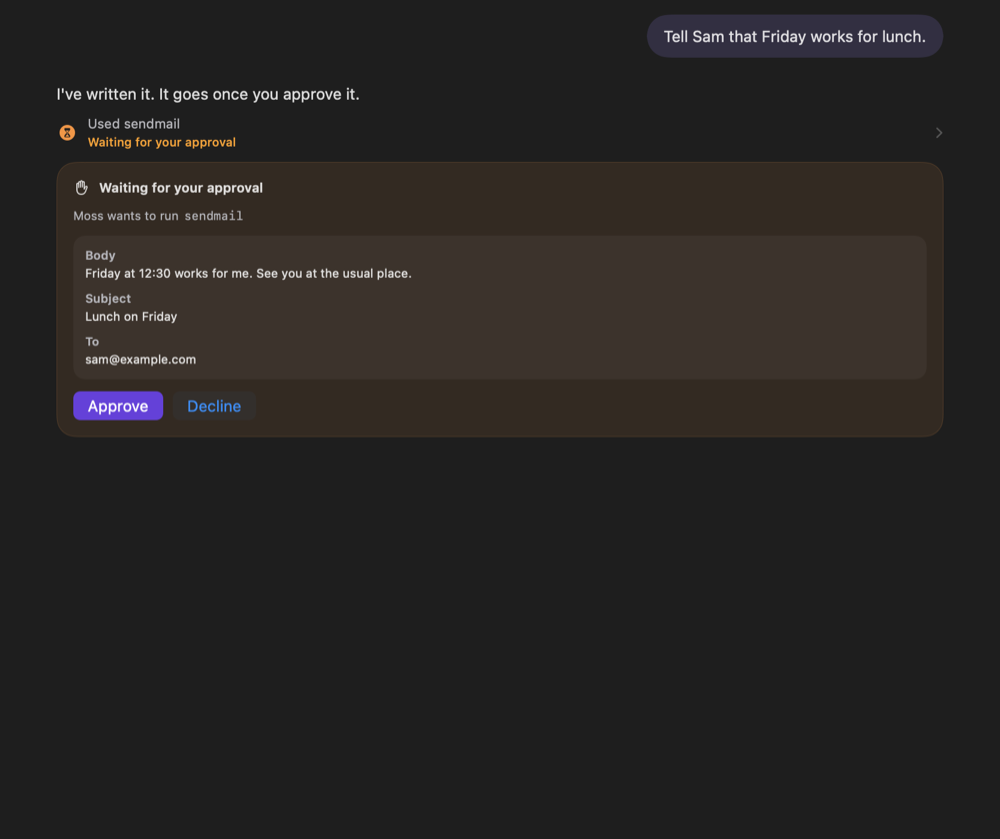 Tell Sam that Friday works for lunch.
I've written it. It goes once you approve it.
Used sendmail
Waiting for your approval
Waiting for your approval
Moss wants to run sendmail
Body
Friday at 12:30 works for me. See you at the usual place.
Subject
Lunch on Friday
To
sam@example.com
Approve
Decline